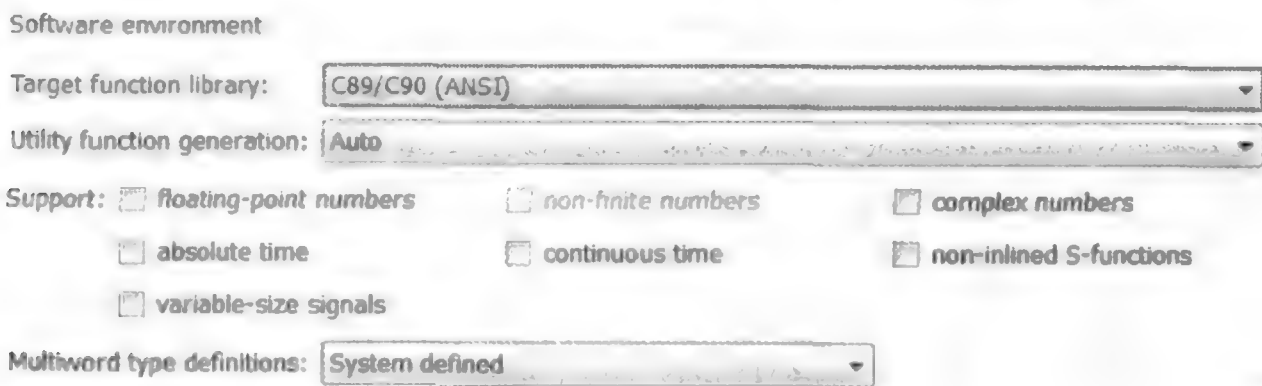 Software environment
Target function library: C89/C90 (ANSI)
Utility function generation: Auto
Support: floating-point numbers non-finite numbers complex numbers
absolute time continuous time non-inlined S-functions
variable-size signals
Multiword type definitions: System defined